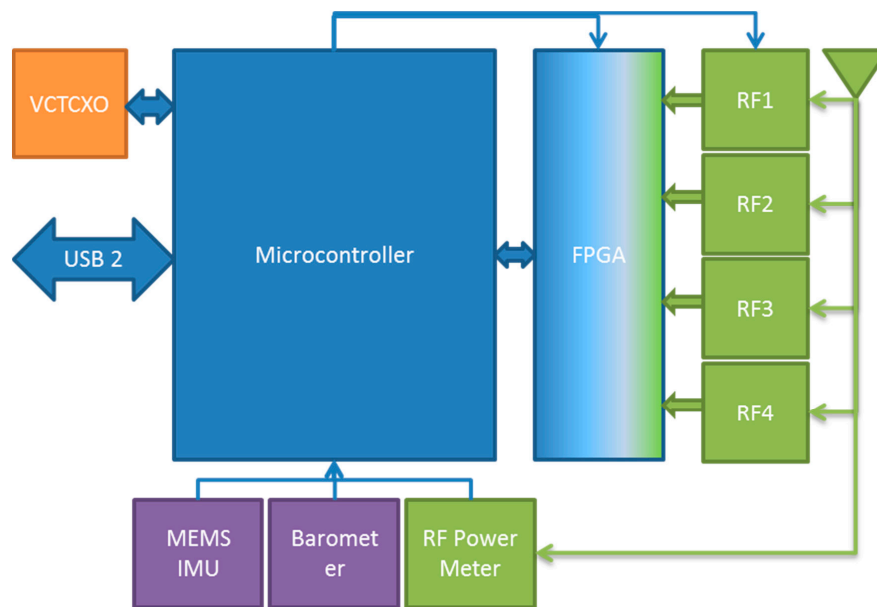 VCTCXO
USB 2
Microcontroller
FPGA
RF1
RF2
RF3
RF4
MEMS
IMU
Baromet
er
RF Power
Meter